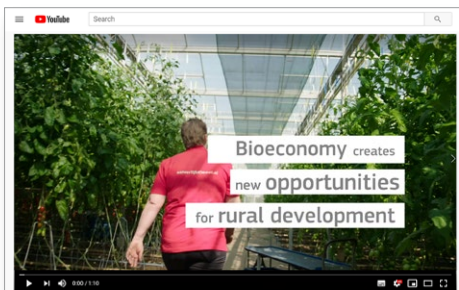 YouTube
Search
Bioeconomy creates
new opportunities
for rural development
0:00 / 1:10